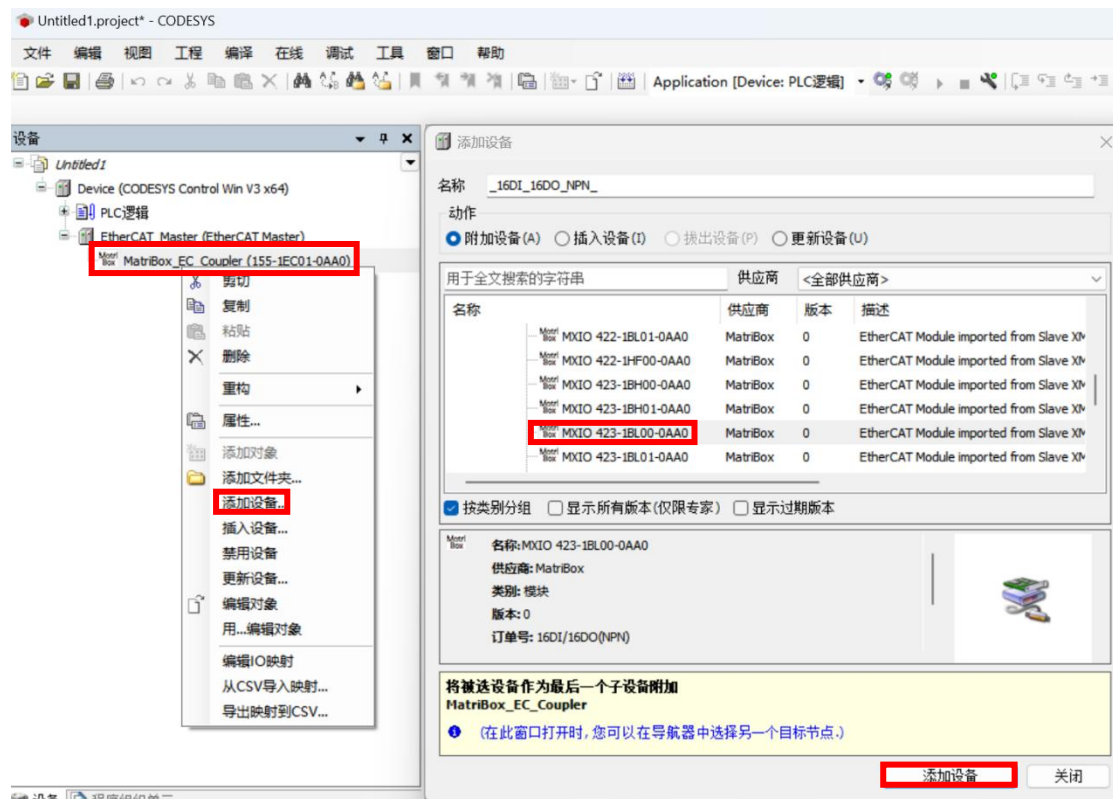 Untitled1.project* - CODESYS
文件 编辑 视图 工程 编译 在线 调试 工具 窗口 帮助
Application [Device: PLC逻辑]
设备
Untitled1
Device (CODESYS Control Win V3 x64)
PLC逻辑
EtherCAT_Master (EtherCAT Master)
MatriBox_EC_Coupler (155-1EC01-0AA0)
剪切
复制
粘贴
删除
重构
属性...
添加对象
添加文件夹...
添加设备...
插入设备...
禁用设备
更新设备...
编辑对象
用...编辑对象
编辑IO映射
从CSV导入映射...
导出映射到CSV...
设备
添加设备
名称 _16DI_16DO_NPN_
动作
附加设备(A) 插入设备(I) 拔出设备(P) 更新设备(U)
用于全文搜索的字符串 供应商 <全部供应商>
名称 供应商 版本 描述
MXIO 422-1BL01-0AA0 MatriBox 0 EtherCAT Module imported from Slave XM
MXIO 422-1HF00-0AA0 MatriBox 0 EtherCAT Module imported from Slave XM
MXIO 423-1BH00-0AA0 MatriBox 0 EtherCAT Module imported from Slave XM
MXIO 423-1BH01-0AA0 MatriBox 0 EtherCAT Module imported from Slave XM
MXIO 423-1BL00-0AA0 MatriBox 0 EtherCAT Module imported from Slave XM
MXIO 423-1BL01-0AA0 MatriBox 0 EtherCAT Module imported from Slave XM
按类别分组 显示所有版本(仅限专家) 显示过期版本
名称:MXIO 423-1BL00-0AA0
供应商: MatriBox
类别: 模块
版本: 0
订单号: 16DI/16DO(NPN)
将被选设备作为最后一个子设备附加
MatriBox_EC_Coupler
(在此窗口打开时,您可以在导航器中选择另一个目标节点.)
添加设备 关闭